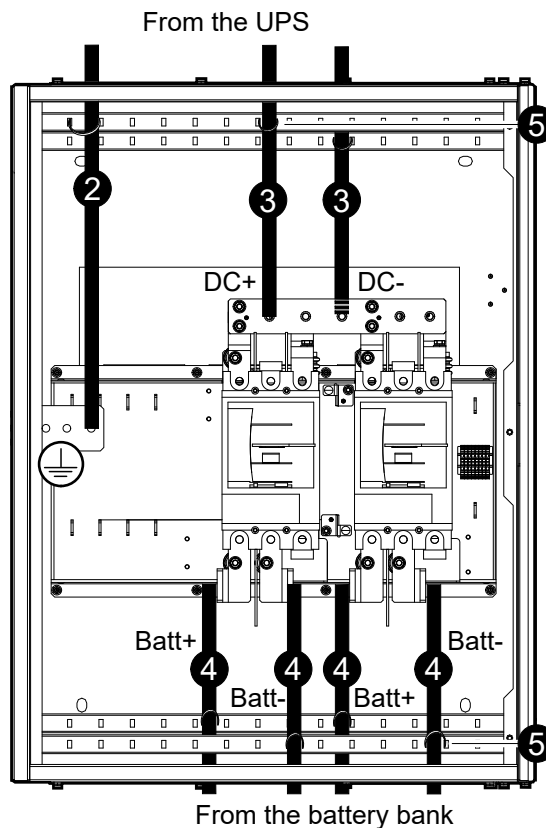 From the UPS
5
2
3
3
DC+
DC-
Batt+
Batt-
4
4
4
4
Batt-
Batt+
5
From the battery bank